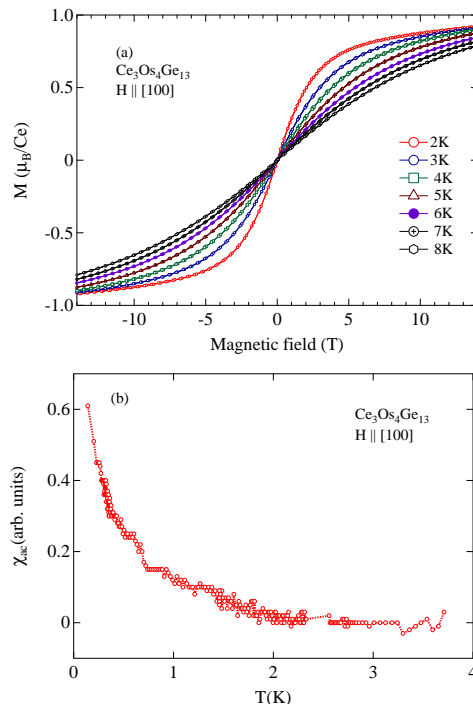 (a)
Ce₃Os₄Ge₁₃
H || [100]
M (μ_B/Ce)
1.0
0.5
0
-0.5
-1.0
2K
3K
4K
5K
6K
7K
8K
-10 -5 0 5 10
Magnetic field (T)
(b)
Ce₃Os₄Ge₁₃
H || [100]
χ_ac(arb. units)
0.6
0.4
0.2
0
0 1 2 3 4
T(K)